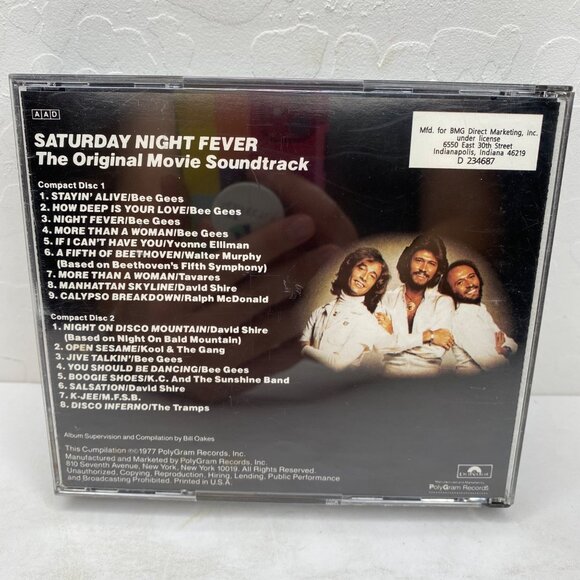 AAD
SATURDAY NIGHT FEVER
The Original Movie Soundtrack
Mfd. for BMG Direct Marketing, Inc.
under license
6550 East 30th Street
Indianapolis, Indiana 46219
D 234687
Compact Disc 1
1. STAYIN' ALIVE/Bee Gees
2. HOW DEEP IS YOUR LOVE/Bee Gees
3. NIGHT FEVER/Bee Gees
4. MORE THAN A WOMAN/Bee Gees
5. IF I CAN'T HAVE YOU/Yvonne Elliman
6. A FIFTH OF BEETHOVEN/Walter Murphy
(Based on Beethoven's Fifth Symphony)
7. MORE THAN A WOMAN/Tavares
8. MANHATTAN SKYLINE/David Shire
9. CALYPSO BREAKDOWN/Ralph McDonald
Compact Disc 2
1. NIGHT ON DISCO MOUNTAIN/David Shire
(Based on Night On Bald Mountain)
2. OPEN SESAME/Kool & The Gang
3. JIVE TALKIN'/Bee Gees
4. YOU SHOULD BE DANCING/Bee Gees
5. BOOGIE SHOES/K.C. And The Sunshine Band
6. SALSATION/David Shire
7. K-JEE/M.F.S.B.
8. DISCO INFERNO/The Tramps
Album Supervision and Compilation by Bill Oakes
This Compilation ℗©1977 PolyGram Records, Inc.
Manufactured and Marketed by PolyGram Records, Inc.
810 Seventh Avenue, New York, New York 10019. All Rights Reserved.
Unauthorized, Copying, Reproduction, Hiring, Lending, Public Performance
and Broadcasting Prohibited. Printed in U.S.A.
polydor
Manufactured and Marketed by
PolyGram Records